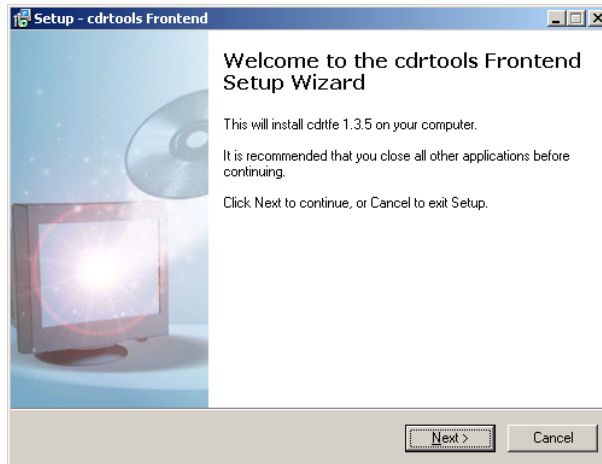 Setup - cdrtools Frontend
Welcome to the cdrtools Frontend
Setup Wizard
This will install cdrtfe 1.3.5 on your computer.
It is recommended that you close all other applications before
continuing.
Click Next to continue, or Cancel to exit Setup.
Next >
Cancel